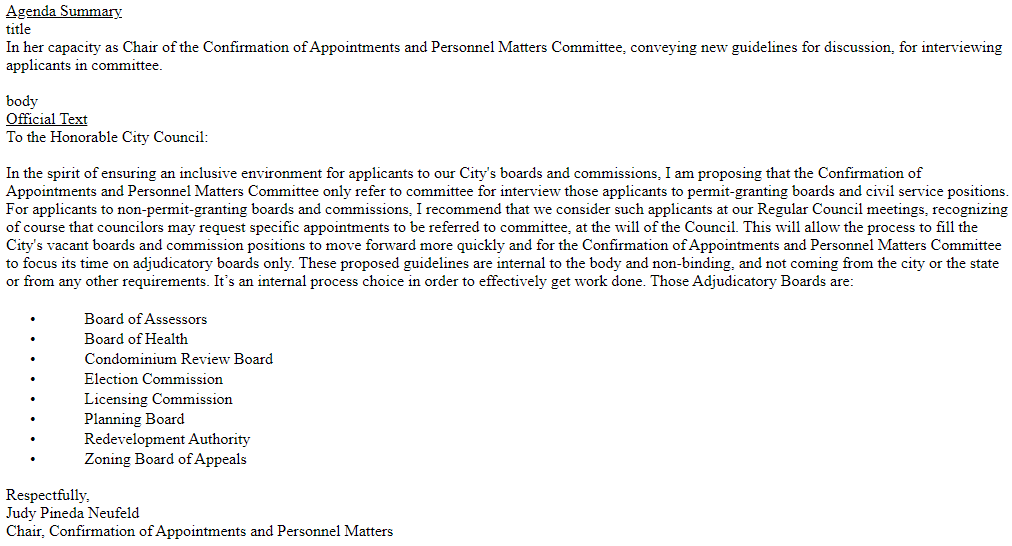 Agenda Summary
title
In her capacity as Chair of the Confirmation of Appointments and Personnel Matters Committee, conveying new guidelines for discussion, for interviewing
applicants in committee.
body
Official Text
To the Honorable City Council:
In the spirit of ensuring an inclusive environment for applicants to our City's boards and commissions, I am proposing that the Confirmation of
Appointments and Personnel Matters Committee only refer to committee for interview those applicants to permit-granting boards and civil service positions.
For applicants to non-permit-granting boards and commissions, I recommend that we consider such applicants at our Regular Council meetings, recognizing
of course that councilors may request specific appointments to be referred to committee, at the will of the Council. This will allow the process to fill the
City's vacant boards and commission positions to move forward more quickly and for the Confirmation of Appointments and Personnel Matters Committee
to focus its time on adjudicatory boards only. These proposed guidelines are internal to the body and non-binding, and not coming from the city or the state
or from any other requirements. It’s an internal process choice in order to effectively get work done. Those Adjudicatory Boards are:
• Board of Assessors
• Board of Health
• Condominium Review Board
• Election Commission
• Licensing Commission
• Planning Board
• Redevelopment Authority
• Zoning Board of Appeals
Respectfully,
Judy Pineda Neufeld
Chair, Confirmation of Appointments and Personnel Matters